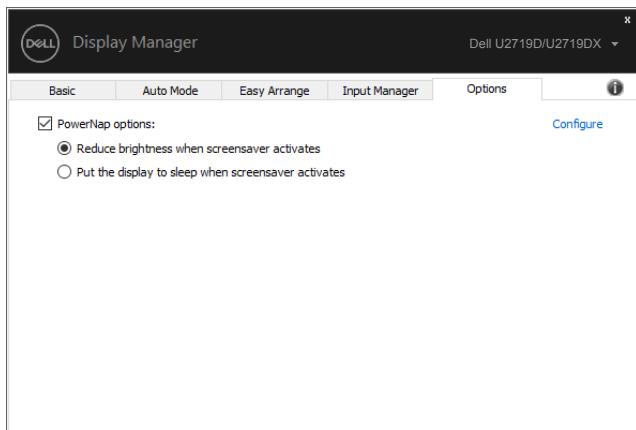 x
DELL Display Manager Dell U2719D/U2719DX
Basic Auto Mode Easy Arrange Input Manager Options i
PowerNap options: Configure
Reduce brightness when screensaver activates
Put the display to sleep when screensaver activates